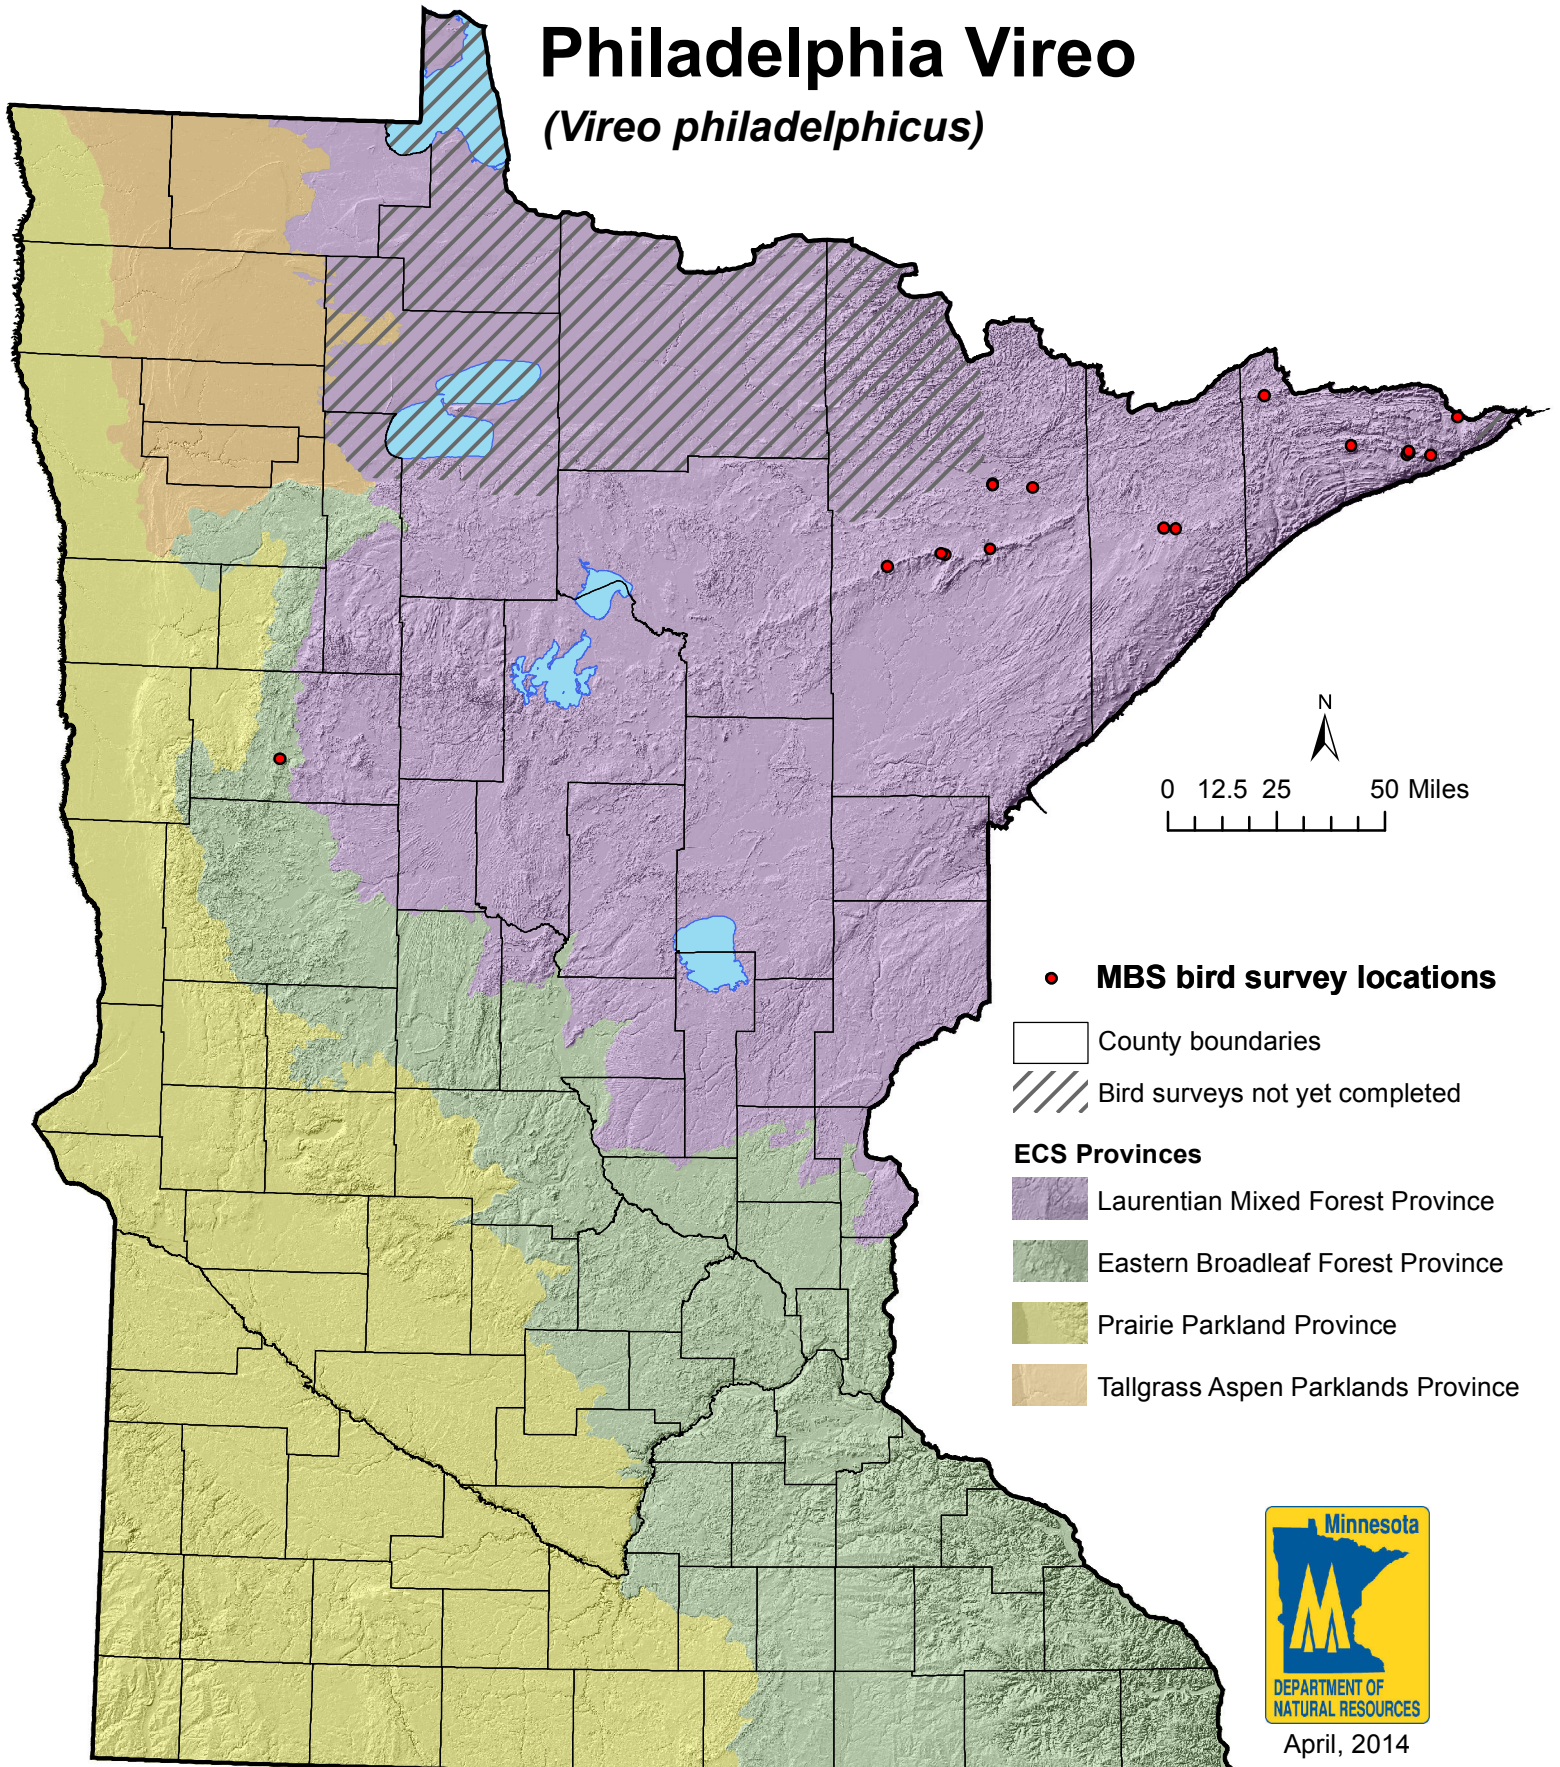 Philadelphia Vireo
(Vireo philadelphicus)
N
0 12.5 25 50 Miles
MBS bird survey locations
County boundaries
Bird surveys not yet completed
ECS Provinces
Laurentian Mixed Forest Province
Eastern Broadleaf Forest Province
Prairie Parkland Province
Tallgrass Aspen Parklands Province
Minnesota
DEPARTMENT OF
NATURAL RESOURCES
April, 2014